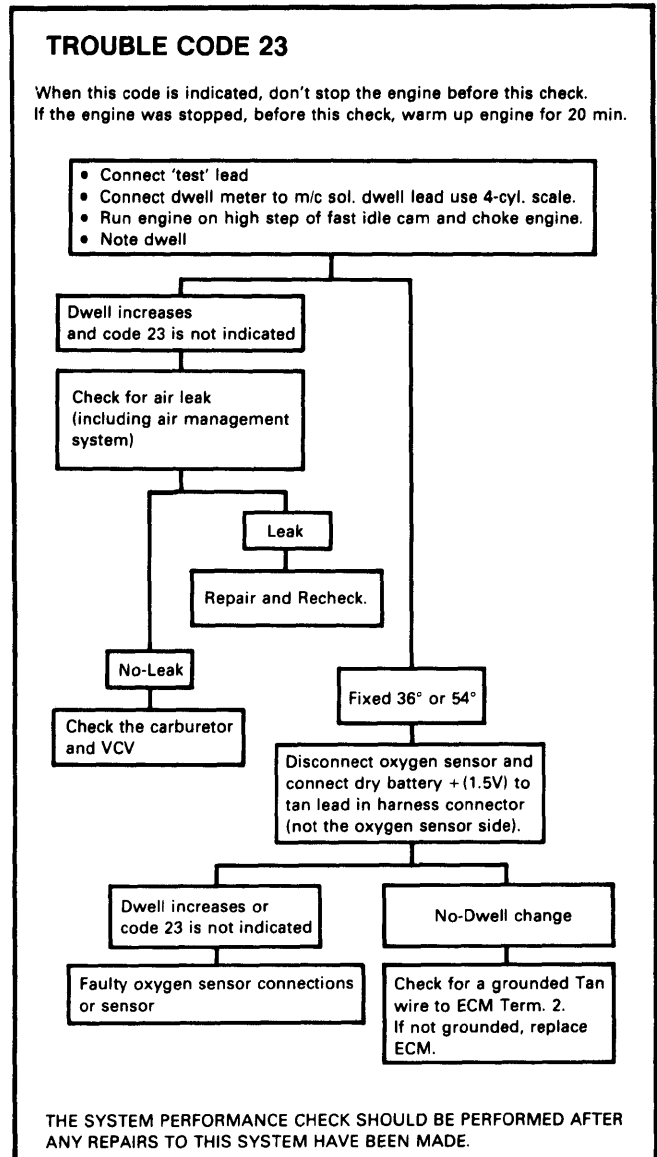 TROUBLE CODE 23
When this code is indicated, don't stop the engine before this check.
If the engine was stopped, before this check, warm up engine for 20 min.
• Connect 'test' lead
• Connect dwell meter to m/c sol. dwell lead use 4-cyl. scale.
• Run engine on high step of fast idle cam and choke engine.
• Note dwell
Dwell increases
and code 23 is not indicated
Check for air leak
(including air management
system)
Leak
Repair and Recheck.
No-Leak
Check the carburetor
and VCV
Fixed 36° or 54°
Disconnect oxygen sensor and
connect dry battery +(1.5V) to
tan lead in harness connector
(not the oxygen sensor side).
Dwell increases or
code 23 is not indicated
Faulty oxygen sensor connections
or sensor
No-Dwell change
Check for a grounded Tan
wire to ECM Term. 2.
If not grounded, replace
ECM.
THE SYSTEM PERFORMANCE CHECK SHOULD BE PERFORMED AFTER
ANY REPAIRS TO THIS SYSTEM HAVE BEEN MADE.